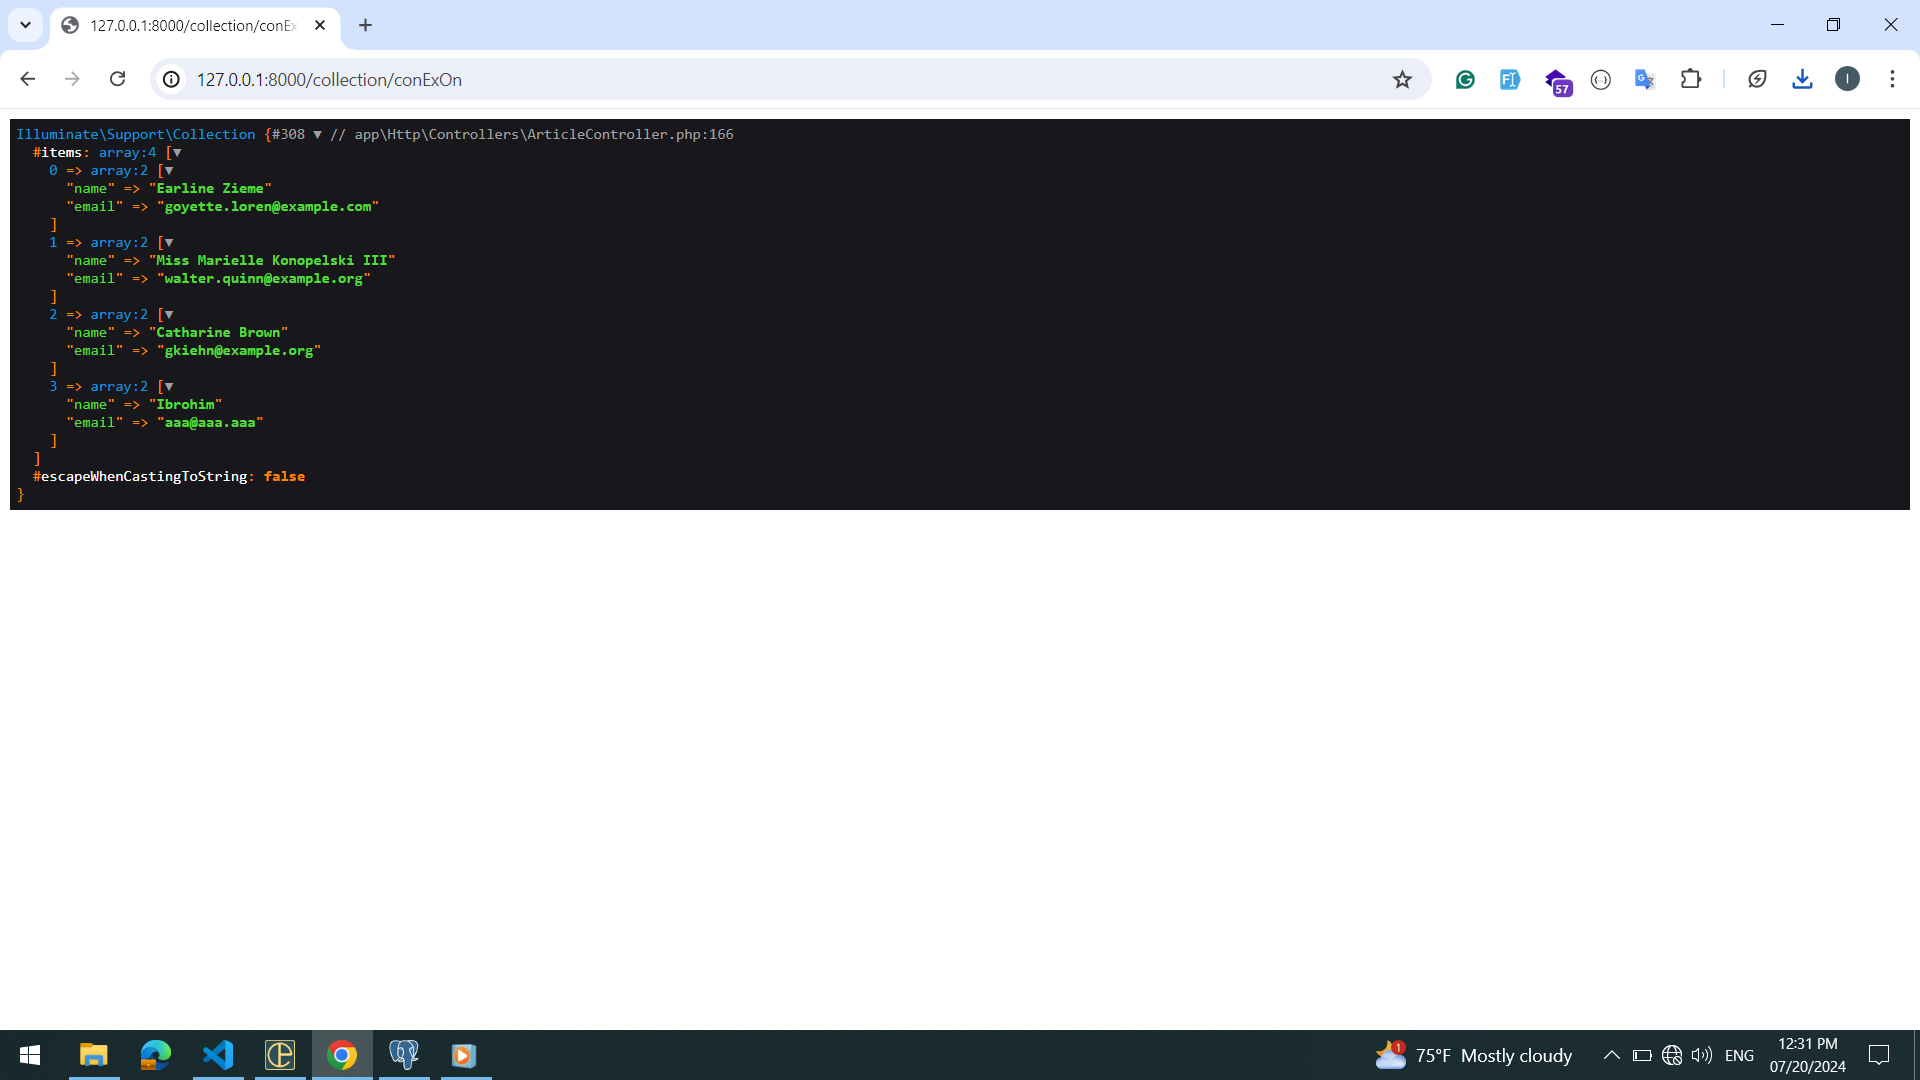 127.0.0.1:8000/collection/conEx
127.0.0.1:8000/collection/conExOn
57
I
Illuminate\Support\Collection {#308 ▼ // app\Http\Controllers\ArticleController.php:166
#items: array:4 [▼
0 => array:2 [▼
"name" => "Earline Zieme"
"email" => "goyette.loren@example.com"
]
1 => array:2 [▼
"name" => "Miss Marielle Konopelski III"
"email" => "walter.quinn@example.org"
]
2 => array:2 [▼
"name" => "Catharine Brown"
"email" => "gkiehn@example.org"
]
3 => array:2 [▼
"name" => "Ibrohim"
"email" => "aaa@aaa.aaa"
]
]
#escapeWhenCastingToString: false
}
1
75°F Mostly cloudy
ENG
12:31 PM
07/20/2024